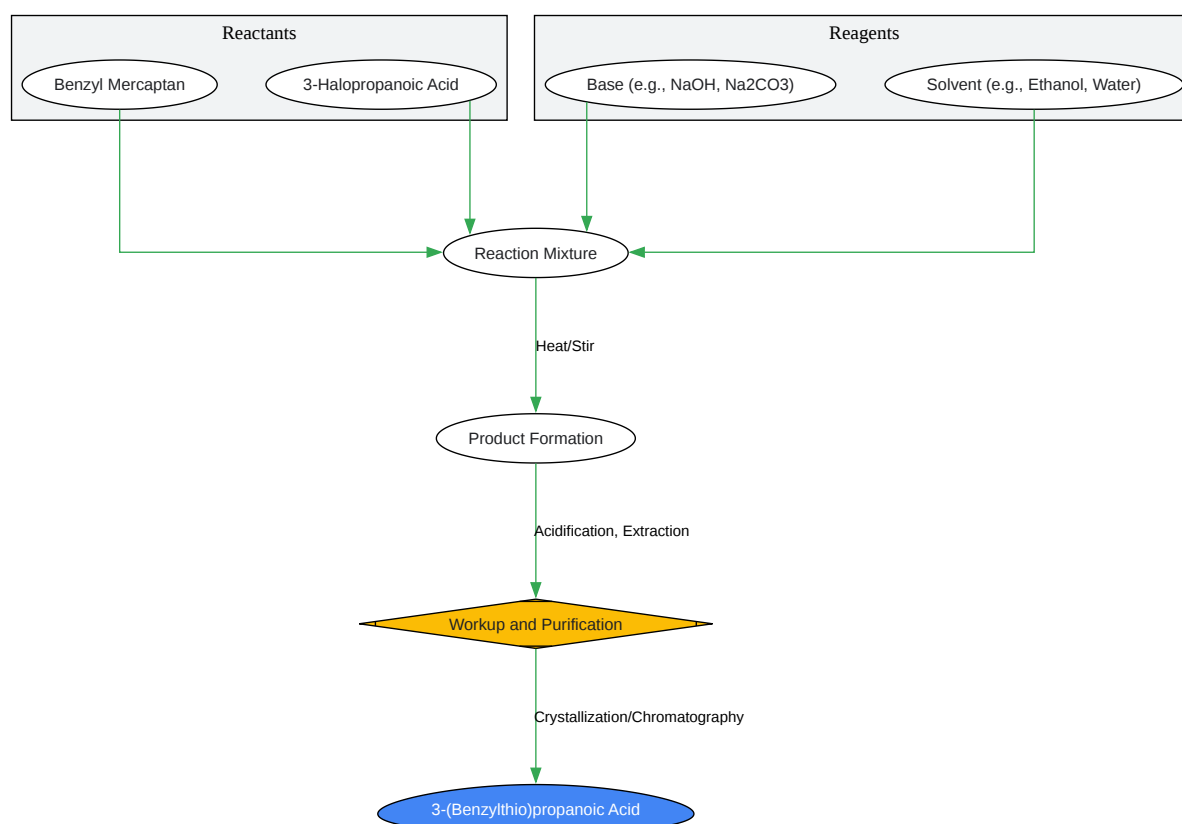 Reactants
Reagents
Benzyl Mercaptan
3-Halopropanoic Acid
Base (e.g., NaOH, Na2CO3)
Solvent (e.g., Ethanol, Water)
Reaction Mixture
Heat/Stir
Product Formation
Acidification, Extraction
Workup and Purification
Crystallization/Chromatography
3-(Benzylthio)propanoic Acid